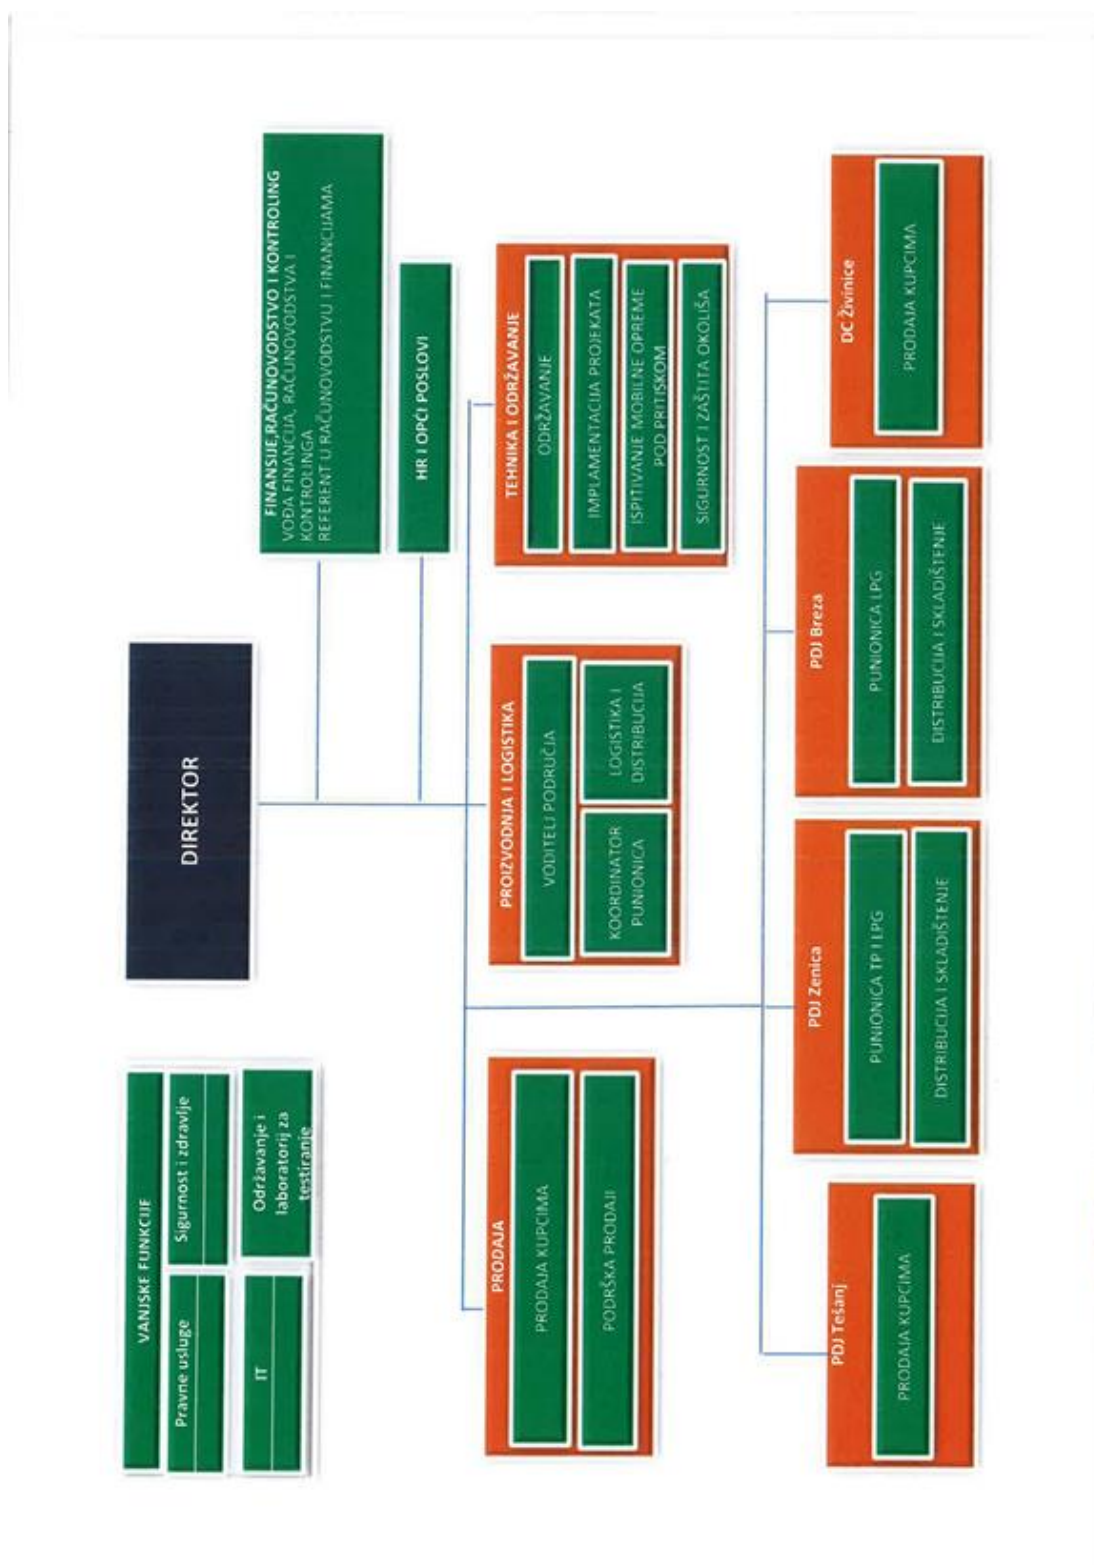 VANJSKE FUNKCIJE
Pravne usluge
Sigurnost i zdravlje
IT
Održavanje i
laboratorij za
testiranje
DIREKTOR
FINANSIJE,RAČUNOVODSTVO I KONTROLING
VOĐA FINANCIJA, RAČUNOVODSTVA I
KONTROLINGA
REFERENT U RAČUNOVODSTVU I FINANCIJAMA
HR I OPĆI POSLOVI
PRODAJA
PRODAJA KUPCIMA
PODRŠKA PRODAJI
PROIZVODNJA I LOGISTIKA
VODITELJ PODRUČJA
KOORDINATOR
PUNIONICA
LOGISTIKA I
DISTRIBUCIJA
TEHNIKA I ODRŽAVANJE
ODRŽAVANJE
IMPLAMENTACIJA PROJEKATA
ISPITIVANJE MOBILNE OPREME
POD PRITISKOM
SIGURNOST I ZAŠTITA OKOLIŠA
PDJ Tešanj
PRODAJA KUPCIMA
PDJ Zenica
PUNIONICA TP I LPG
DISTRIBUCIJA I SKLADIŠTENJE
PDJ Breza
PUNIONICA LPG
DISTRIBUCIJA I SKLADIŠTENJE
DC Živinice
PRODAJA KUPCIMA